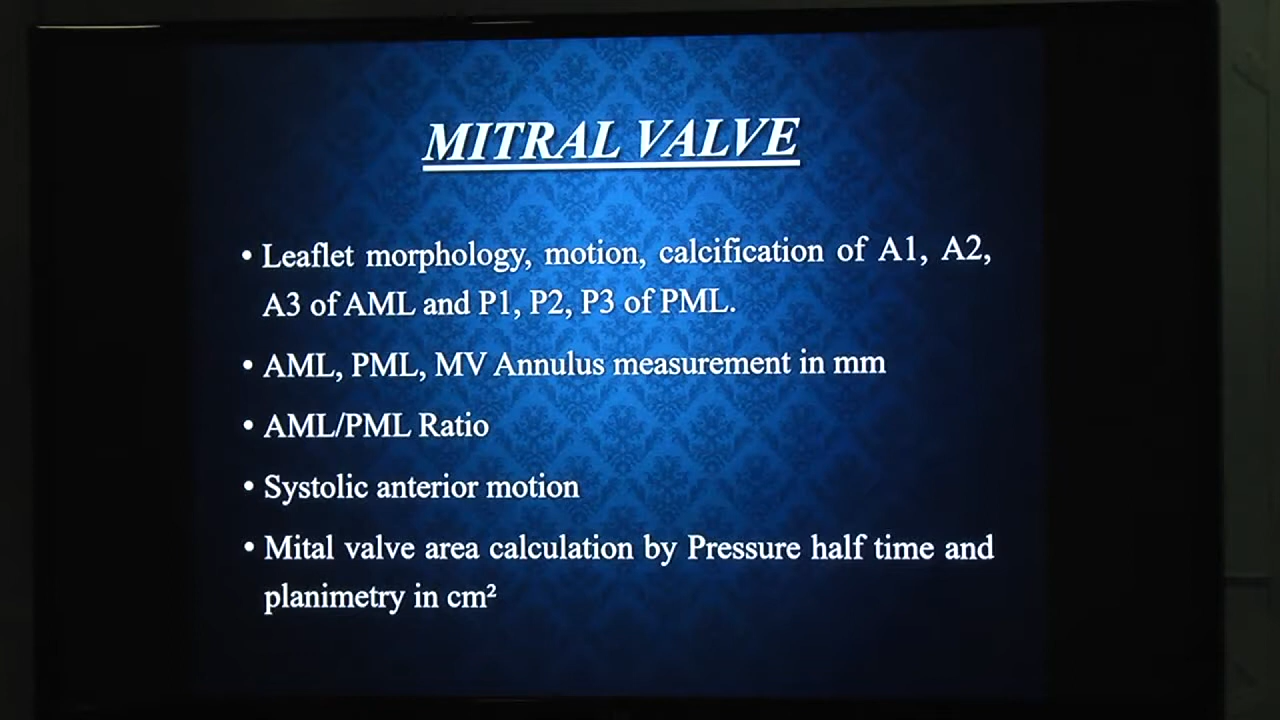 MITRAL VALVE
• Leaflet morphology, motion, calcification of A1, A2,
A3 of AML and P1, P2, P3 of PML.
• AML, PML, MV Annulus measurement in mm
• AML/PML Ratio
• Systolic anterior motion
• Mital valve area calculation by Pressure half time and
planimetry in cm²